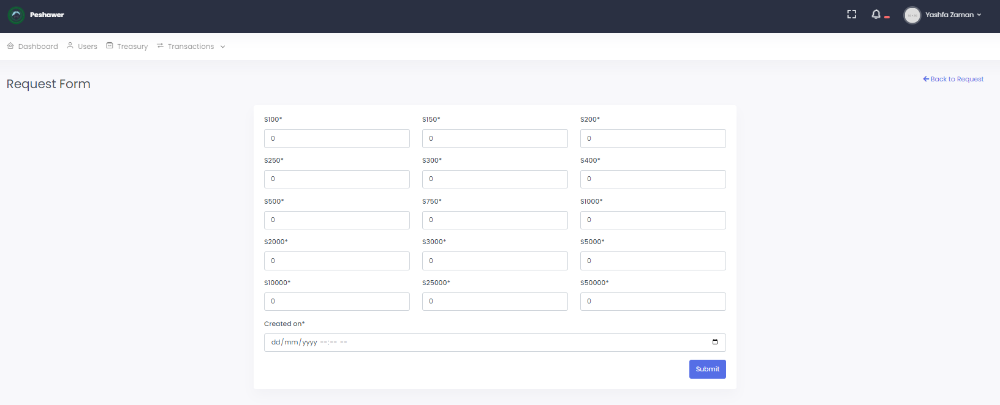 Peshawer
Yashfa Zaman
Dashboard Users Treasury Transactions
Request Form
Back to Request
S100* S150* S200*
0 0 0
S250* S300* S400*
0 0 0
S500* S750* S1000*
0 0 0
S2000* S3000* S5000*
0 0 0
S10000* S25000* S50000*
0 0 0
Created on*
dd/mm/yyyy --:-- --
Submit